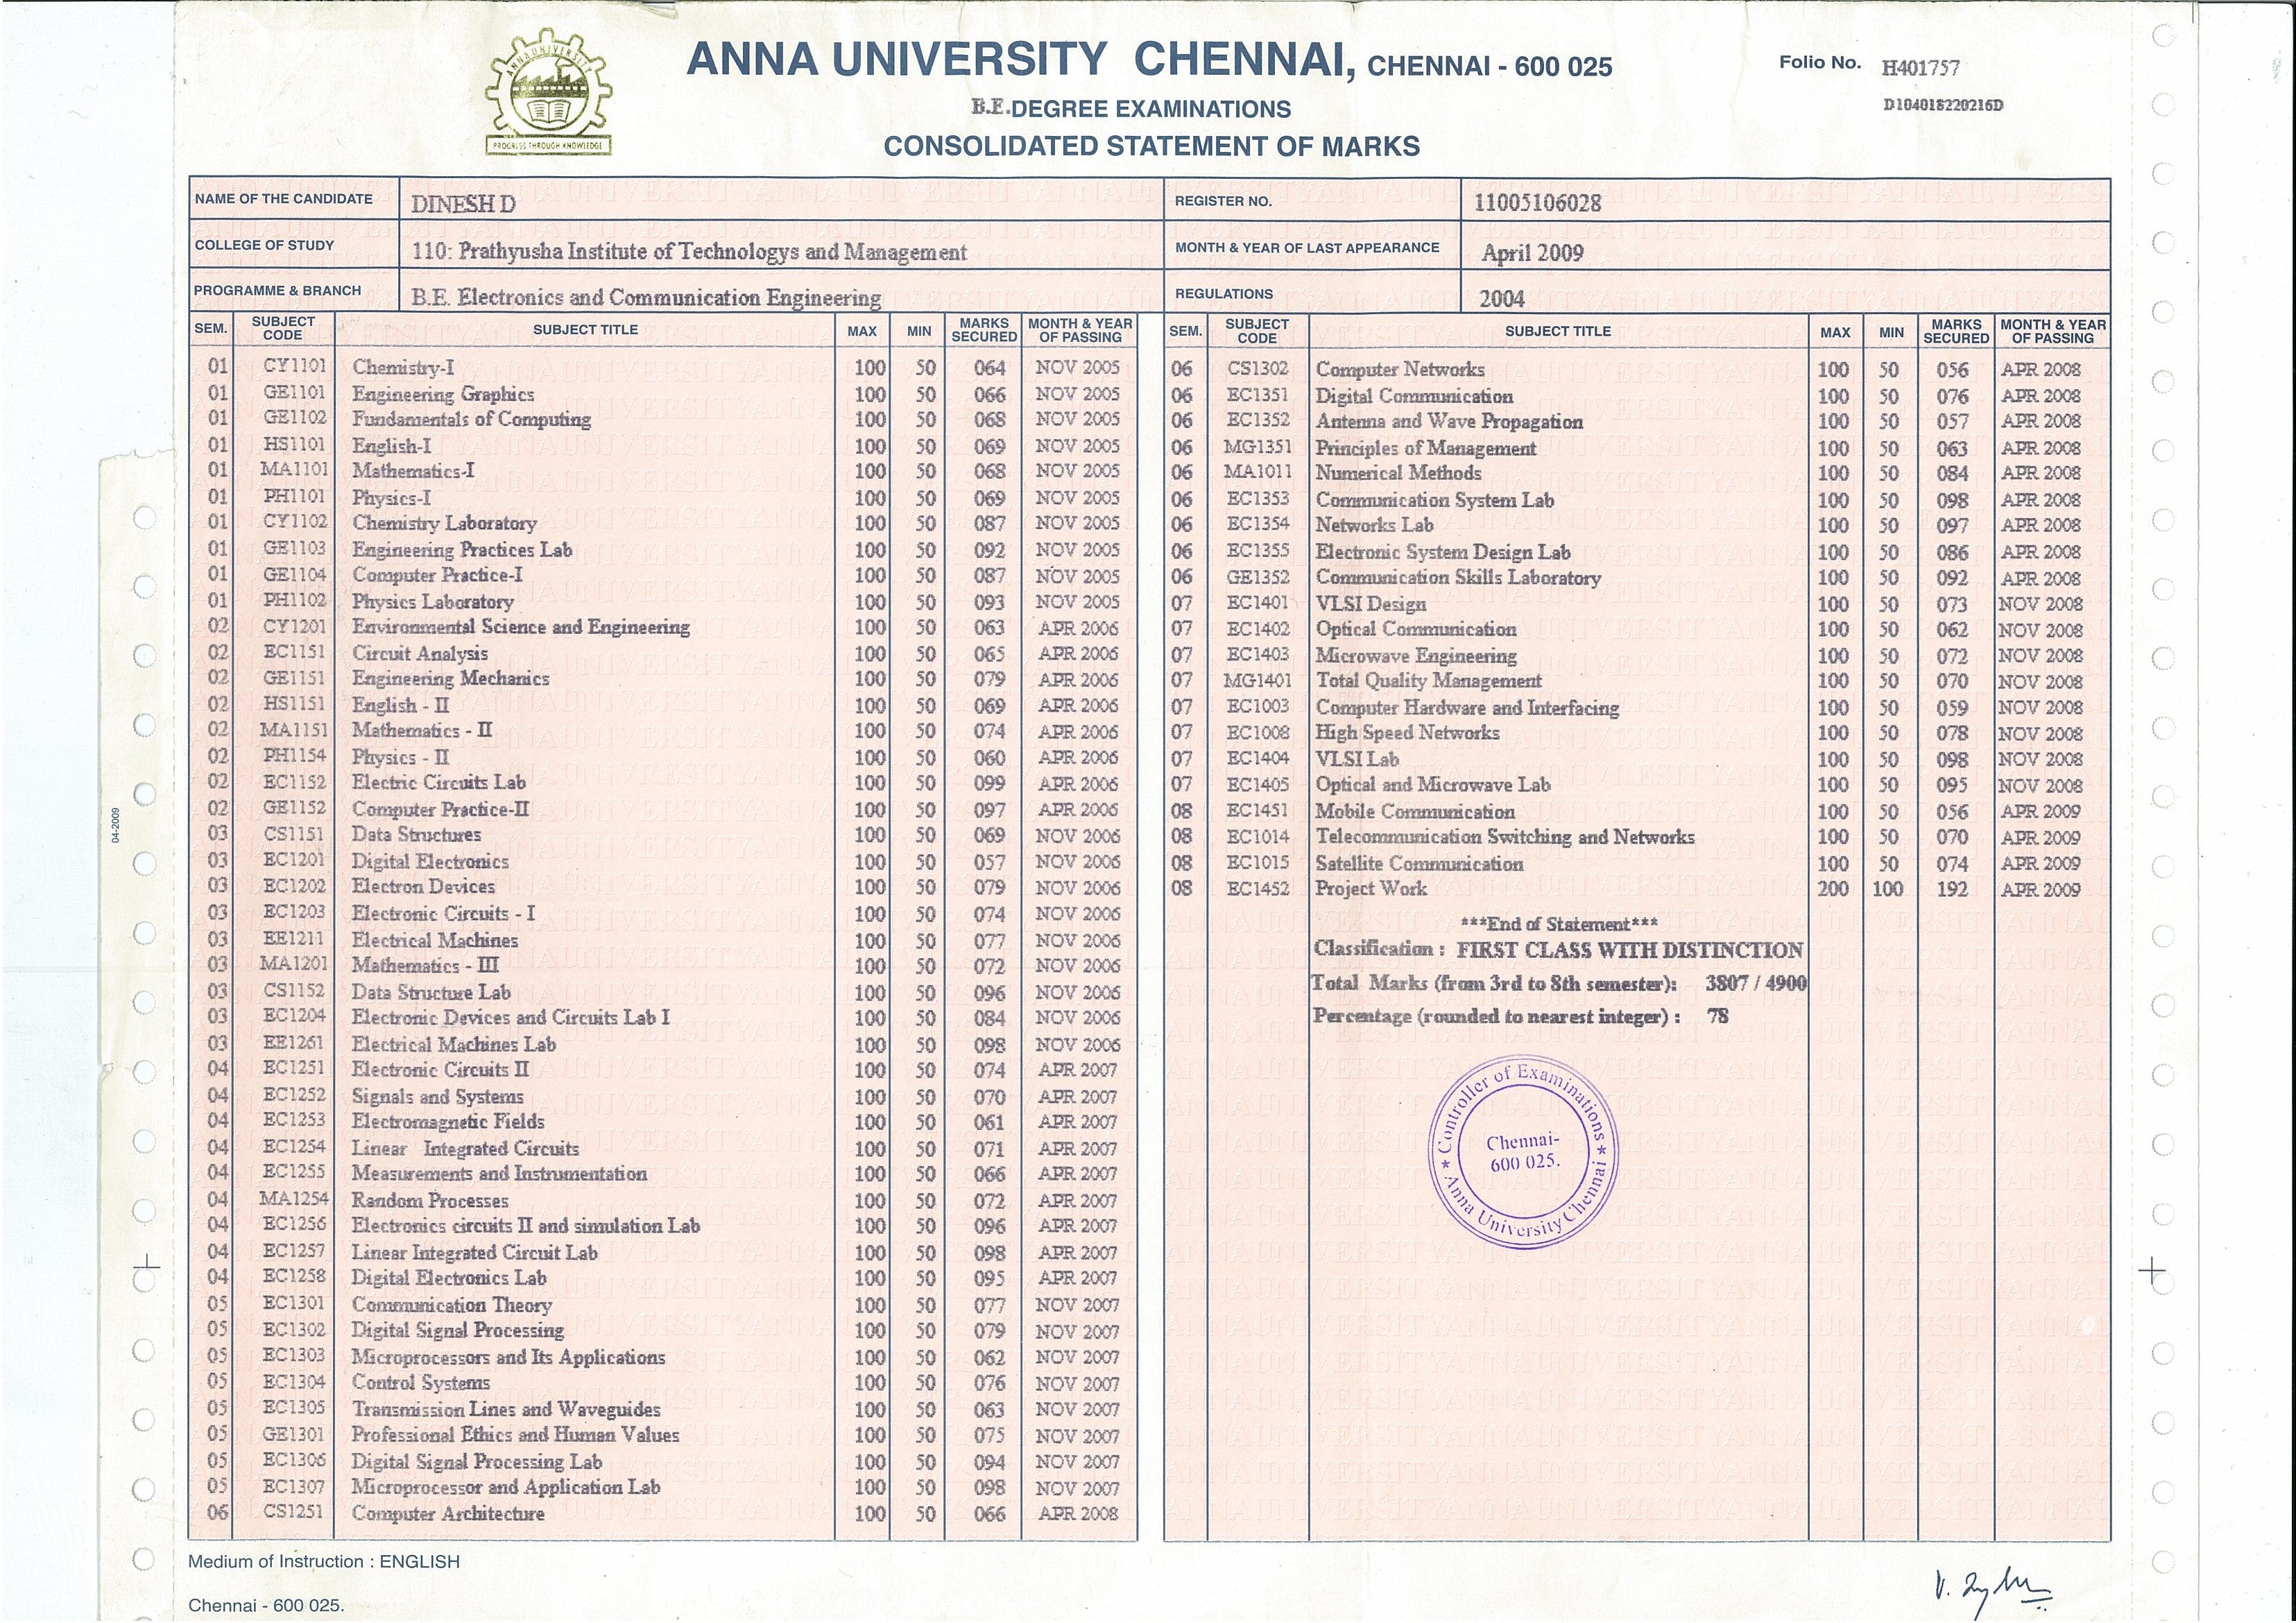 ANNA UNIVERSITY
PROGRESS THROUGH KNOWLEDGE
ANNA UNIVERSITY CHENNAI, CHENNAI - 600 025
Folio No. H401757
D104018220216D
B.E. DEGREE EXAMINATIONS
CONSOLIDATED STATEMENT OF MARKS
NAME OF THE CANDIDATE DINESH D REGISTER NO. 11005106028
COLLEGE OF STUDY 110: Prathyusha Institute of Technologys and Management MONTH & YEAR OF LAST APPEARANCE April 2009
PROGRAMME & BRANCH B.E. Electronics and Communication Engineering REGULATIONS 2004
SEM. SUBJECT CODE SUBJECT TITLE MAX MIN MARKS SECURED MONTH & YEAR OF PASSING
01 CY1101 Chemistry-I 100 50 064 NOV 2005
01 GE1101 Engineering Graphics 100 50 066 NOV 2005
01 GE1102 Fundamentals of Computing 100 50 068 NOV 2005
01 HS1101 English-I 100 50 069 NOV 2005
01 MA1101 Mathematics-I 100 50 068 NOV 2005
01 PH1101 Physics-I 100 50 069 NOV 2005
01 CY1102 Chemistry Laboratory 100 50 087 NOV 2005
01 GE1103 Engineering Practices Lab 100 50 092 NOV 2005
01 GE1104 Computer Practice-I 100 50 087 NOV 2005
01 PH1102 Physics Laboratory 100 50 093 NOV 2005
02 CY1201 Environmental Science and Engineering 100 50 063 APR 2006
02 EC1151 Circuit Analysis 100 50 065 APR 2006
02 GE1151 Engineering Mechanics 100 50 079 APR 2006
02 HS1151 English - II 100 50 069 APR 2006
02 MA1151 Mathematics - II 100 50 074 APR 2006
02 PH1154 Physics - II 100 50 060 APR 2006
02 EC1152 Electric Circuits Lab 100 50 099 APR 2006
02 GE1152 Computer Practice-II 100 50 097 APR 2006
03 CS1151 Data Structures 100 50 069 NOV 2006
03 EC1201 Digital Electronics 100 50 057 NOV 2006
03 EC1202 Electron Devices 100 50 079 NOV 2006
03 EC1203 Electronic Circuits - I 100 50 074 NOV 2006
03 EE1211 Electrical Machines 100 50 077 NOV 2006
03 MA1201 Mathematics - III 100 50 072 NOV 2006
03 CS1152 Data Structure Lab 100 50 096 NOV 2006
03 EC1204 Electronic Devices and Circuits Lab I 100 50 084 NOV 2006
03 EE1261 Electrical Machines Lab 100 50 098 NOV 2006
04 EC1251 Electronic Circuits II 100 50 074 APR 2007
04 EC1252 Signals and Systems 100 50 070 APR 2007
04 EC1253 Electromagnetic Fields 100 50 061 APR 2007
04 EC1254 Linear Integrated Circuits 100 50 071 APR 2007
04 EC1255 Measurements and Instrumentation 100 50 066 APR 2007
04 MA1254 Random Processes 100 50 072 APR 2007
04 EC1256 Electronics circuits II and simulation Lab 100 50 096 APR 2007
04 EC1257 Linear Integrated Circuit Lab 100 50 098 APR 2007
04 EC1258 Digital Electronics Lab 100 50 095 APR 2007
05 EC1301 Communication Theory 100 50 077 NOV 2007
05 EC1302 Digital Signal Processing 100 50 079 NOV 2007
05 EC1303 Microprocessors and Its Applications 100 50 062 NOV 2007
05 EC1304 Control Systems 100 50 076 NOV 2007
05 EC1305 Transmission Lines and Waveguides 100 50 063 NOV 2007
05 GE1301 Professional Ethics and Human Values 100 50 075 NOV 2007
05 EC1306 Digital Signal Processing Lab 100 50 094 NOV 2007
05 EC1307 Microprocessor and Application Lab 100 50 098 NOV 2007
06 CS1251 Computer Architecture 100 50 066 APR 2008
SEM. SUBJECT CODE SUBJECT TITLE MAX MIN MARKS SECURED MONTH & YEAR OF PASSING
06 CS1302 Computer Networks 100 50 056 APR 2008
06 EC1351 Digital Communication 100 50 076 APR 2008
06 EC1352 Antenna and Wave Propagation 100 50 057 APR 2008
06 MG1351 Principles of Management 100 50 063 APR 2008
06 MA1011 Numerical Methods 100 50 084 APR 2008
06 EC1353 Communication System Lab 100 50 098 APR 2008
06 EC1354 Networks Lab 100 50 097 APR 2008
06 EC1355 Electronic System Design Lab 100 50 086 APR 2008
06 GE1352 Communication Skills Laboratory 100 50 092 APR 2008
07 EC1401 VLSI Design 100 50 073 NOV 2008
07 EC1402 Optical Communication 100 50 062 NOV 2008
07 EC1403 Microwave Engineering 100 50 072 NOV 2008
07 MG1401 Total Quality Management 100 50 070 NOV 2008
07 EC1003 Computer Hardware and Interfacing 100 50 059 NOV 2008
07 EC1008 High Speed Networks 100 50 078 NOV 2008
07 EC1404 VLSI Lab 100 50 098 NOV 2008
07 EC1405 Optical and Microwave Lab 100 50 095 NOV 2008
08 EC1451 Mobile Communication 100 50 056 APR 2009
08 EC1014 Telecommunication Switching and Networks 100 50 070 APR 2009
08 EC1015 Satellite Communication 100 50 074 APR 2009
08 EC1452 Project Work 200 100 192 APR 2009
***End of Statement***
Classification : FIRST CLASS WITH DISTINCTION
Total Marks (from 3rd to 8th semester): 3807 / 4900
Percentage (rounded to nearest integer) : 78
* Controller of Examinations *
Anna University Chennai
Chennai-
600 025.
04-2009
Medium of Instruction : ENGLISH
Chennai - 600 025.